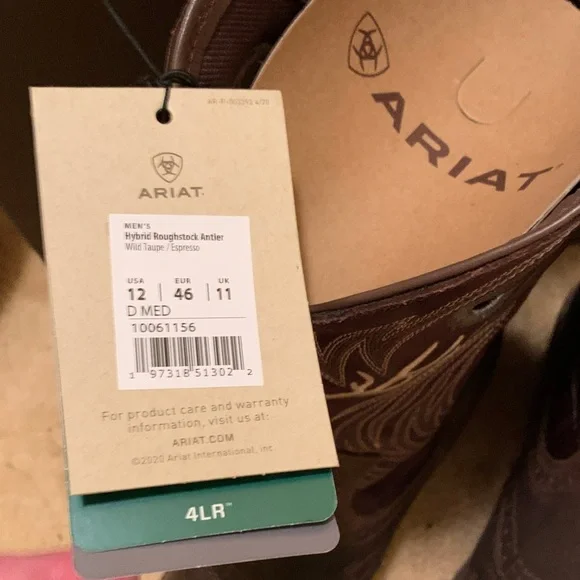 ARIAT
ARIAT
MEN'S
Hybrid Roughstock Antler
Wild Taupe / Espresso
USA EUR UK
12 46 11
D MED
10061156
1 97318 51302 2
For product care and warranty
information, visit us at:
ARIAT.COM
©2020 Ariat International, Inc.
4LR™